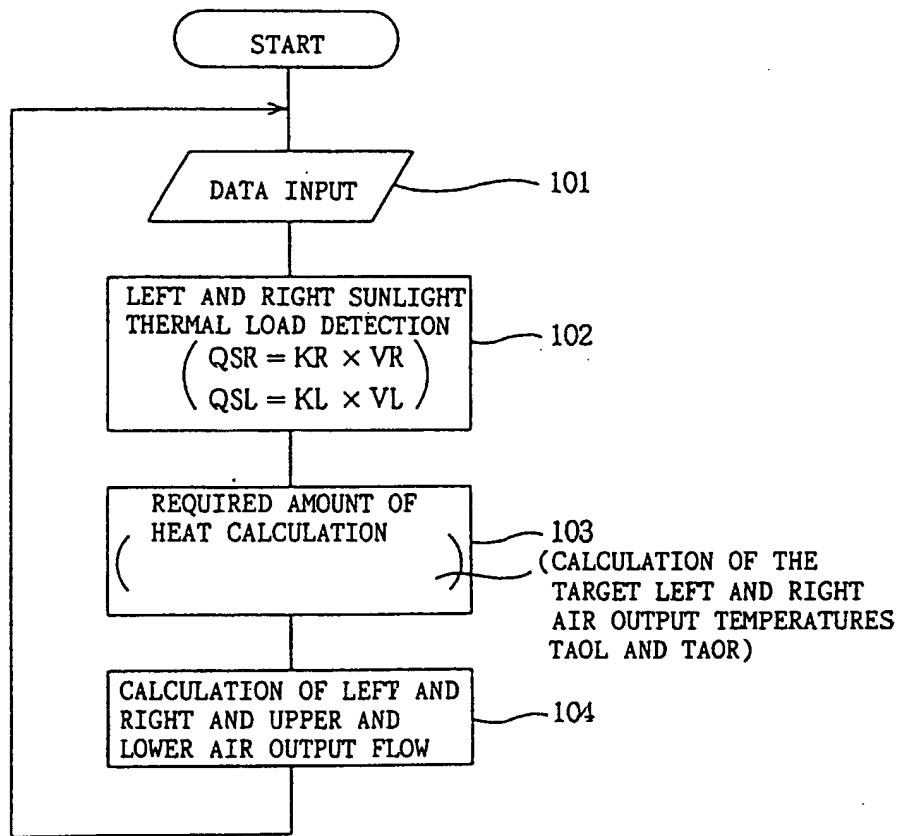 START
DATA INPUT
101
LEFT AND RIGHT SUNLIGHT
THERMAL LOAD DETECTION
( QSR = KR × VR
QSL = KL × VL )
102
REQUIRED AMOUNT OF
HEAT CALCULATION
( )
103
(CALCULATION OF THE
TARGET LEFT AND RIGHT
AIR OUTPUT TEMPERATURES
TAOL AND TAOR)
CALCULATION OF LEFT AND
RIGHT AND UPPER AND
LOWER AIR OUTPUT FLOW
104